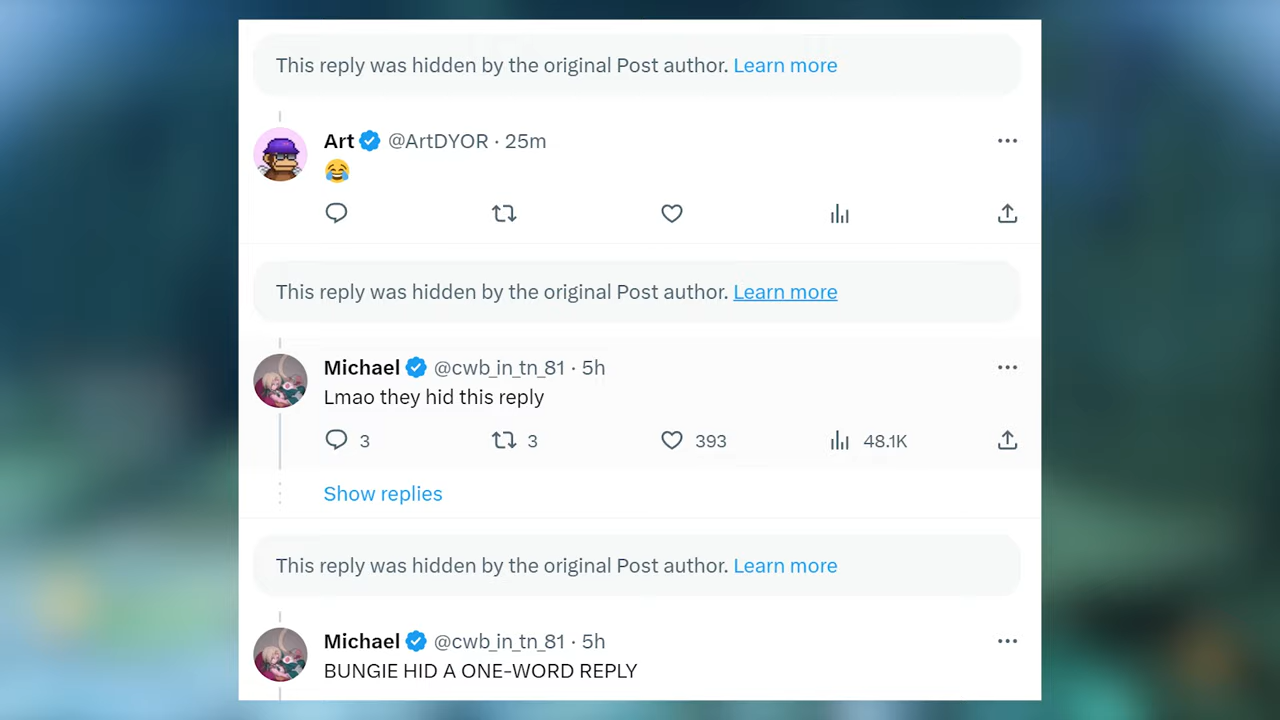 This reply was hidden by the original Post author. Learn more
Art @ArtDYOR · 25m
😂
This reply was hidden by the original Post author. Learn more
Michael @cwb_in_tn_81 · 5h
Lmao they hid this reply
3 3 393 48.1K
Show replies
This reply was hidden by the original Post author. Learn more
Michael @cwb_in_tn_81 · 5h
BUNGIE HID A ONE-WORD REPLY